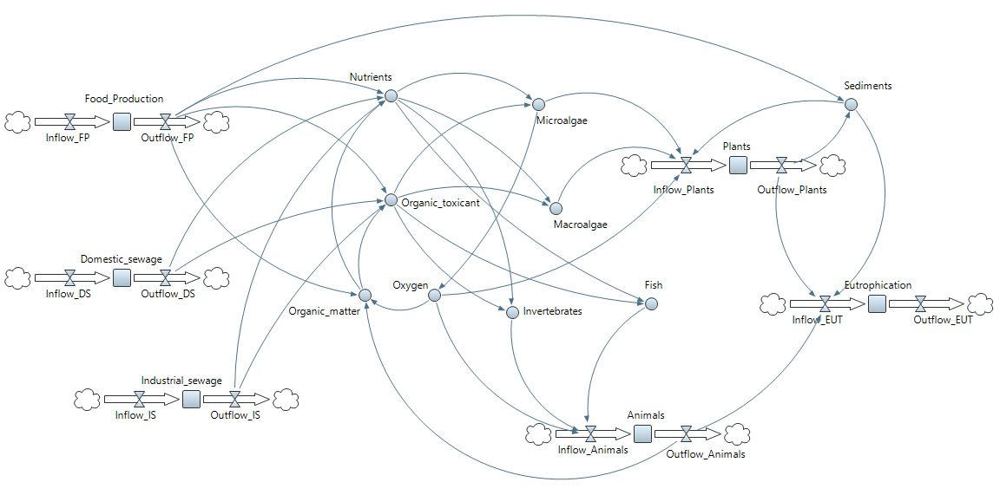 Nutrients
Sediments
Food_Production
Microalgae
Inflow_FP
Outflow_FP
Plants
Inflow_Plants
Outflow_Plants
Organic_toxicant
Macroalgae
Domestic_sewage
Oxygen
Fish
Eutrophication
Inflow_DS
Outflow_DS
Organic_matter
Invertebrates
Inflow_EUT
Outflow_EUT
Industrial_sewage
Inflow_IS
Outflow_IS
Animals
Inflow_Animals
Outflow_Animals